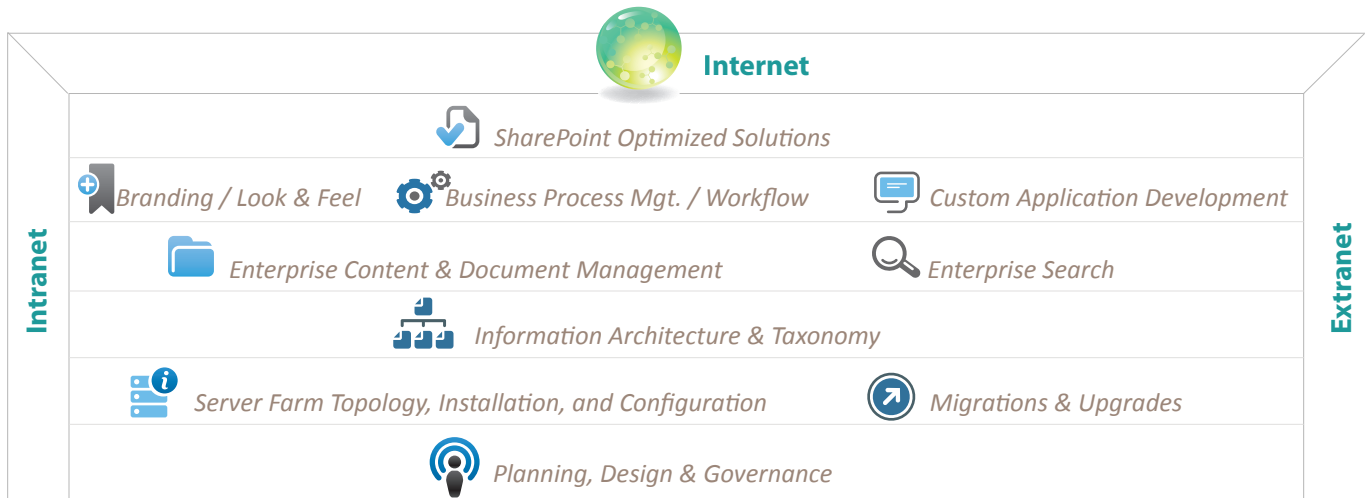 Internet
SharePoint Optimized Solutions
Branding / Look & Feel
Business Process Mgt. / Workflow
Custom Application Development
Enterprise Content & Document Management
Enterprise Search
Intranet
Extranet
Information Architecture & Taxonomy
Server Farm Topology, Installation, and Configuration
Migrations & Upgrades
Planning, Design & Governance